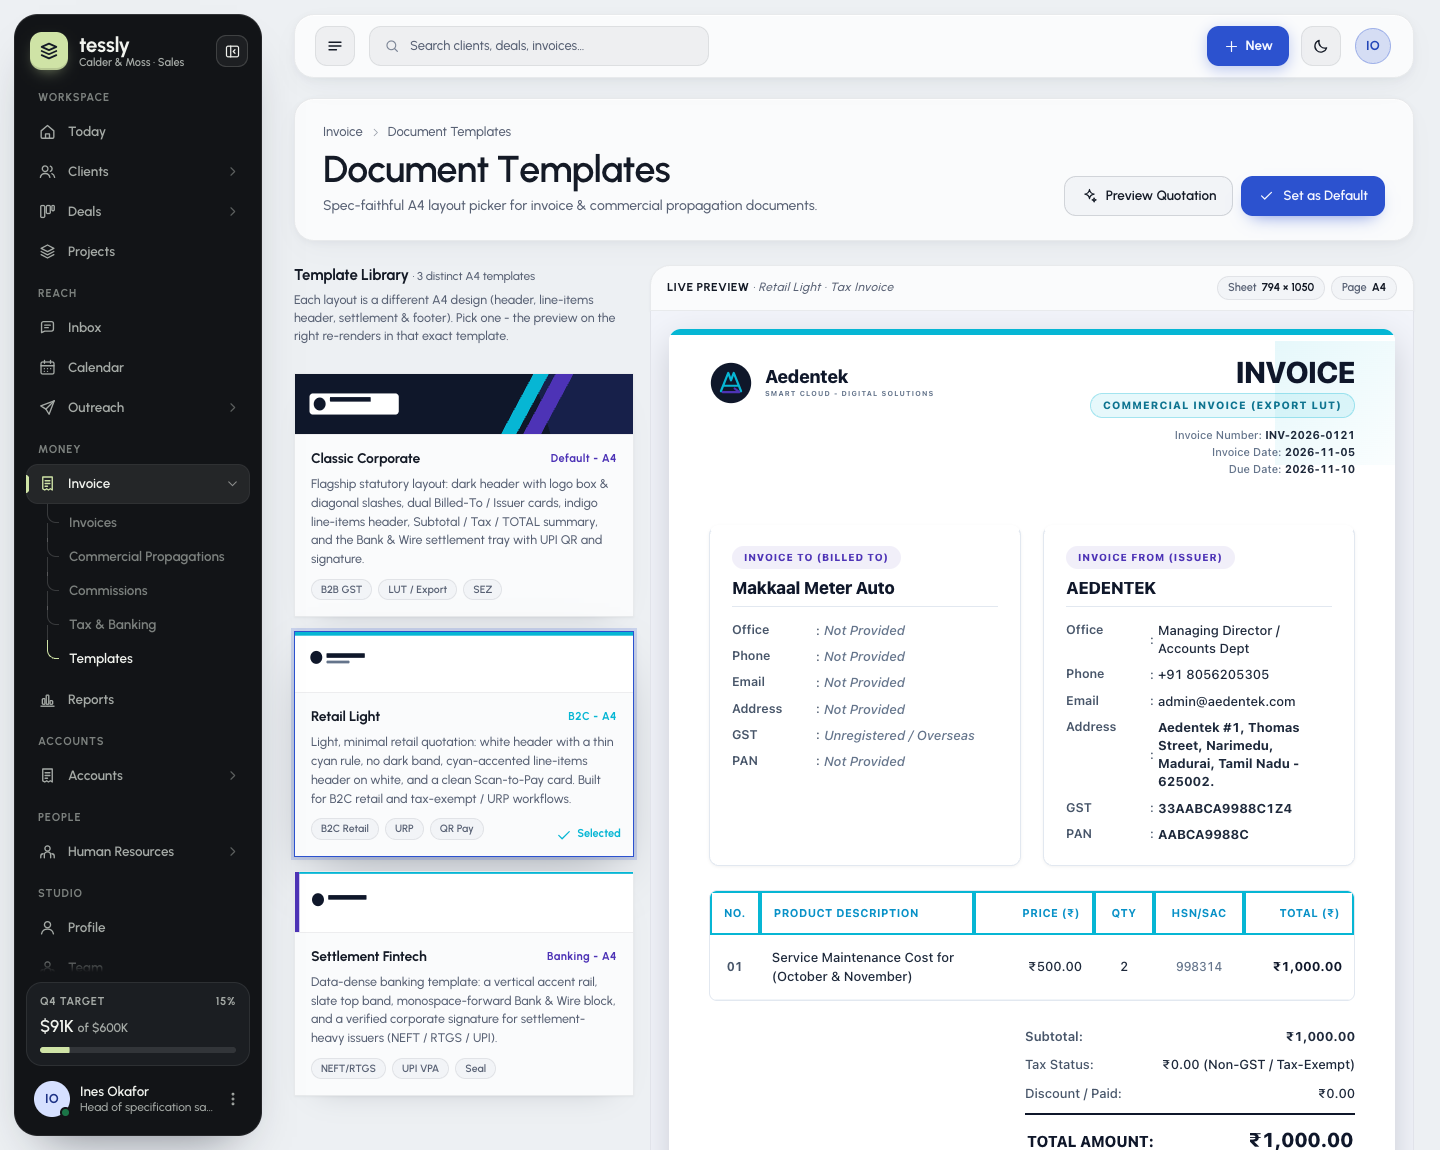 tessly
Calder & Moss · Sales
WORKSPACE
Today
Clients
Deals
Projects
REACH
Inbox
Calendar
Outreach
MONEY
Invoice
Invoices
Commercial Propagations
Commissions
Tax & Banking
Templates
Reports
ACCOUNTS
Accounts
PEOPLE
Human Resources
STUDIO
Profile
Team
Q4 TARGET 15%
$91K of $600K
IO
Ines Okafor
Head of specification sa...
Search clients, deals, invoices...
New
IO
Invoice > Document Templates
Document Templates
Spec-faithful A4 layout picker for invoice & commercial propagation documents.
Preview Quotation
Set as Default
Template Library · 3 distinct A4 templates
Each layout is a different A4 design (header, line-items
header, settlement & footer). Pick one - the preview on the
right re-renders in that exact template.
Classic Corporate Default - A4
Flagship statutory layout: dark header with logo box &
diagonal slashes, dual Billed-To / Issuer cards, indigo
line-items header, Subtotal / Tax / TOTAL summary,
and the Bank & Wire settlement tray with UPI QR and
signature.
B2B GST LUT / Export SEZ
Retail Light B2C - A4
Light, minimal retail quotation: white header with a thin
cyan rule, no dark band, cyan-accented line-items
header on white, and a clean Scan-to-Pay card. Built
for B2C retail and tax-exempt / URP workflows.
B2C Retail URP QR Pay
Selected
Settlement Fintech Banking - A4
Data-dense banking template: a vertical accent rail,
slate top band, monospace-forward Bank & Wire block,
and a verified corporate signature for settlement-
heavy issuers (NEFT / RTGS / UPI).
NEFT/RTGS UPI VPA Seal
LIVE PREVIEW · Retail Light · Tax Invoice
Sheet 794 × 1050
Page A4
Aedentek
SMART CLOUD - DIGITAL SOLUTIONS
INVOICE
COMMERCIAL INVOICE (EXPORT LUT)
Invoice Number: INV-2026-0121
Invoice Date: 2026-11-05
Due Date: 2026-11-10
INVOICE TO (BILLED TO)
Makkaal Meter Auto
Office : Not Provided
Phone : Not Provided
Email : Not Provided
Address : Not Provided
GST : Unregistered / Overseas
PAN : Not Provided
INVOICE FROM (ISSUER)
AEDENTEK
Office : Managing Director /
Accounts Dept
Phone : +91 8056205305
Email : admin@aedentek.com
Address : Aedentek #1, Thomas
Street, Narimedu,
Madurai, Tamil Nadu -
625002.
GST : 33AABCA9988C1Z4
PAN : AABCA9988C
NO. PRODUCT DESCRIPTION PRICE (₹) QTY HSN/SAC TOTAL (₹)
01 Service Maintenance Cost for
(October & November) ₹500.00 2 998314 ₹1,000.00
Subtotal: ₹1,000.00
Tax Status: ₹0.00 (Non-GST / Tax-Exempt)
Discount / Paid: ₹0.00
TOTAL AMOUNT: ₹1,000.00